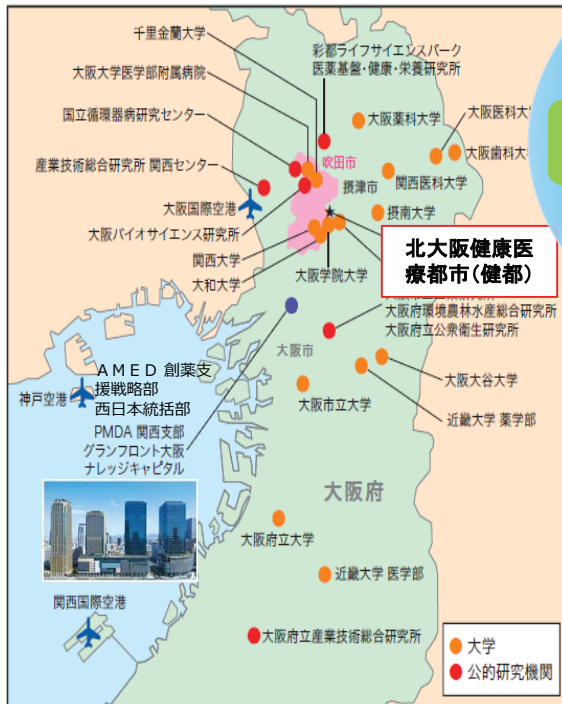 千里金蘭大学
大阪大学医学部附属病院
国立循環器病研究センター
産業技術総合研究所 関西センター
大阪国際空港
大阪バイオサイエンス研究所
関西大学
大和大学
彩都ライフサイエンスパーク
医薬基盤・健康・栄養研究所
大阪薬科大学
大阪医科大学
大阪歯科大学
関西医科大学
吹田市
摂津市
摂南大学
北大阪健康医
療都市(健都)
大阪学院大学
大阪府環境農林水産総合研究所
大阪府立公衆衛生研究所
大阪市
大阪大谷大学
近畿大学 薬学部
大阪市立大学
神戸空港
AMED 創薬支
援戦略部
西日本統括部
PMDA 関西支部
グランフロント大阪
ナレッジキャピタル
大阪府
大阪府立大学
近畿大学 医学部
関西国際空港
大阪府立産業技術総合研究所
大学
公的研究機関